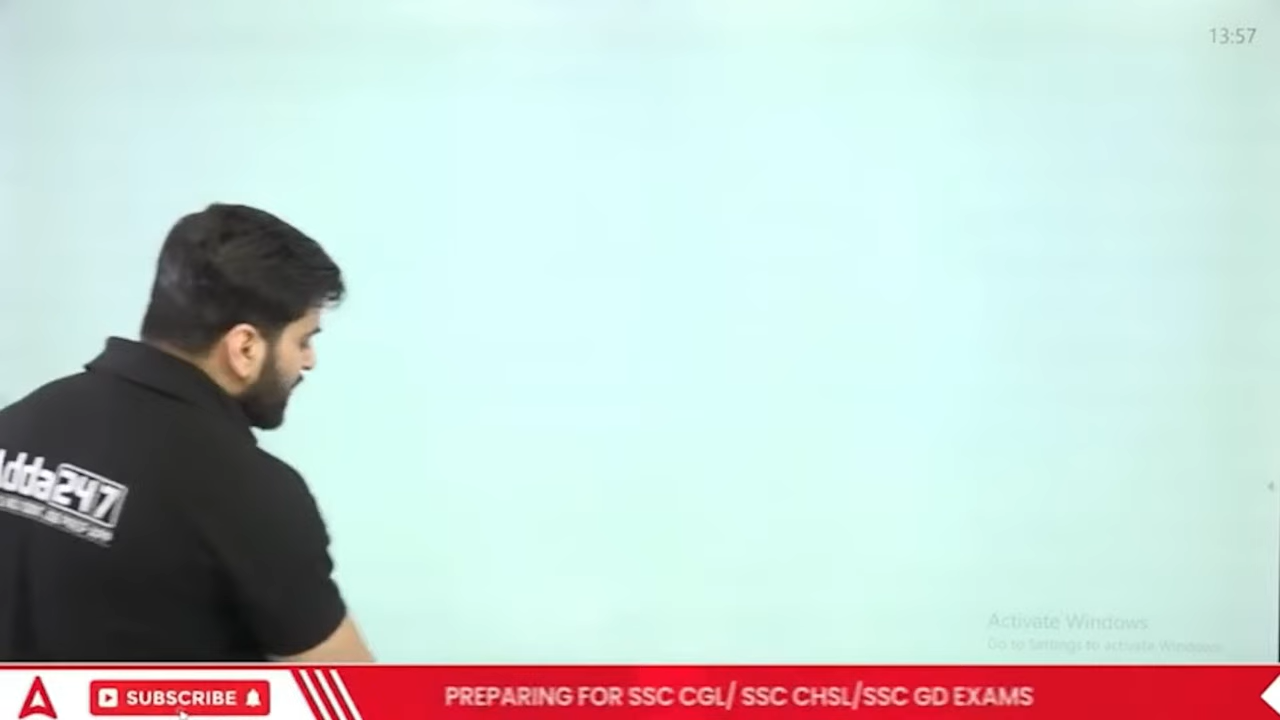 13:57
Adda247
Activate Windows
Go to Settings to activate Windows.
SUBSCRIBE
PREPARING FOR SSC CGL/ SSC CHSL/SSC GD EXAMS